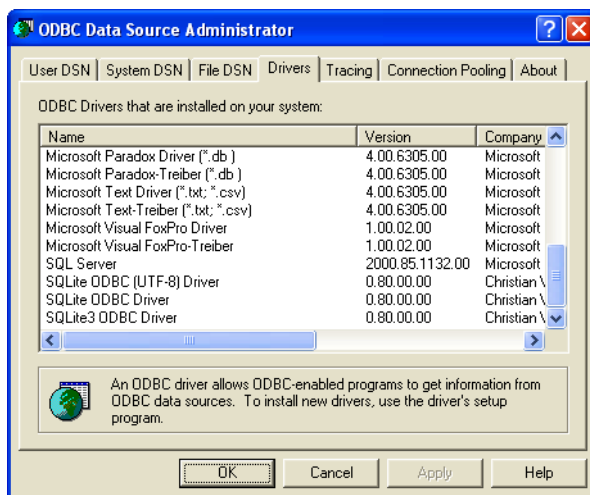 ODBC Data Source Administrator
User DSN System DSN File DSN Drivers Tracing Connection Pooling About
ODBC Drivers that are installed on your system:
Name Version Company
Microsoft Paradox Driver (*.db ) 4.00.6305.00 Microsoft
Microsoft Paradox-Treiber (*.db ) 4.00.6305.00 Microsoft
Microsoft Text Driver (*.txt; *.csv) 4.00.6305.00 Microsoft
Microsoft Text-Treiber (*.txt; *.csv) 4.00.6305.00 Microsoft
Microsoft Visual FoxPro Driver 1.00.02.00 Microsoft
Microsoft Visual FoxPro-Treiber 1.00.02.00 Microsoft
SQL Server 2000.85.1132.00 Microsoft
SQLite ODBC (UTF-8) Driver 0.80.00.00 Christian
SQLite ODBC Driver 0.80.00.00 Christian
SQLite3 ODBC Driver 0.80.00.00 Christian
An ODBC driver allows ODBC-enabled programs to get information from
ODBC data sources. To install new drivers, use the driver's setup
program.
OK Cancel Apply Help